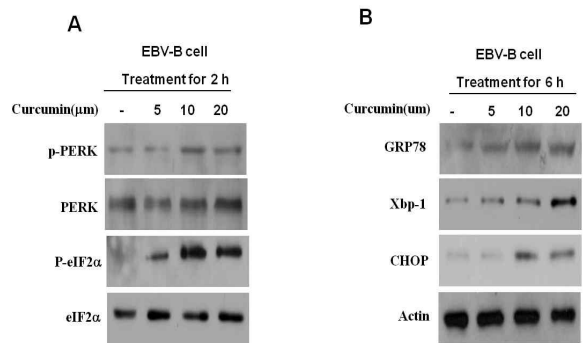 A
EBV-B cell
Treatment for 2 h
Curcumin(μm) - 5 10 20
p-PERK
PERK
P-eIF2α
eIF2α
B
EBV-B cell
Treatment for 6 h
Curcumin(um) - 5 10 20
GRP78
Xbp-1
CHOP
Actin